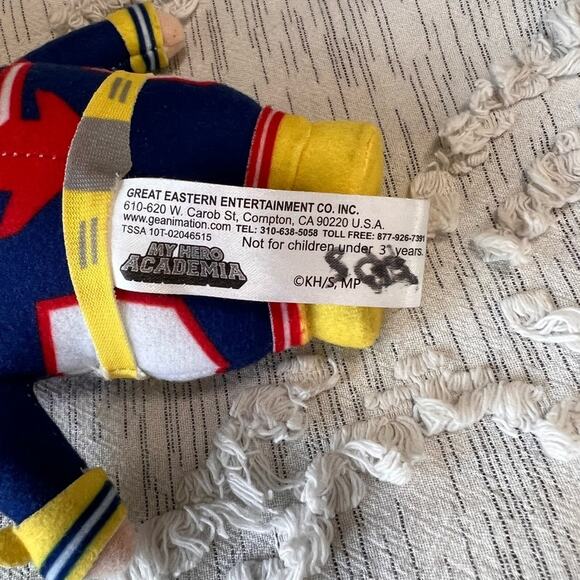 GREAT EASTERN ENTERTAINMENT CO. INC.
610-620 W. Carob St, Compton, CA 90220 U.S.A.
www.geanimation.com TEL: 310-638-5058 TOLL FREE: 877-926-7391
TSSA 10T-02046515
Not for children under 3 years.
MY HERO
ACADEMIA
©KH/S, MP